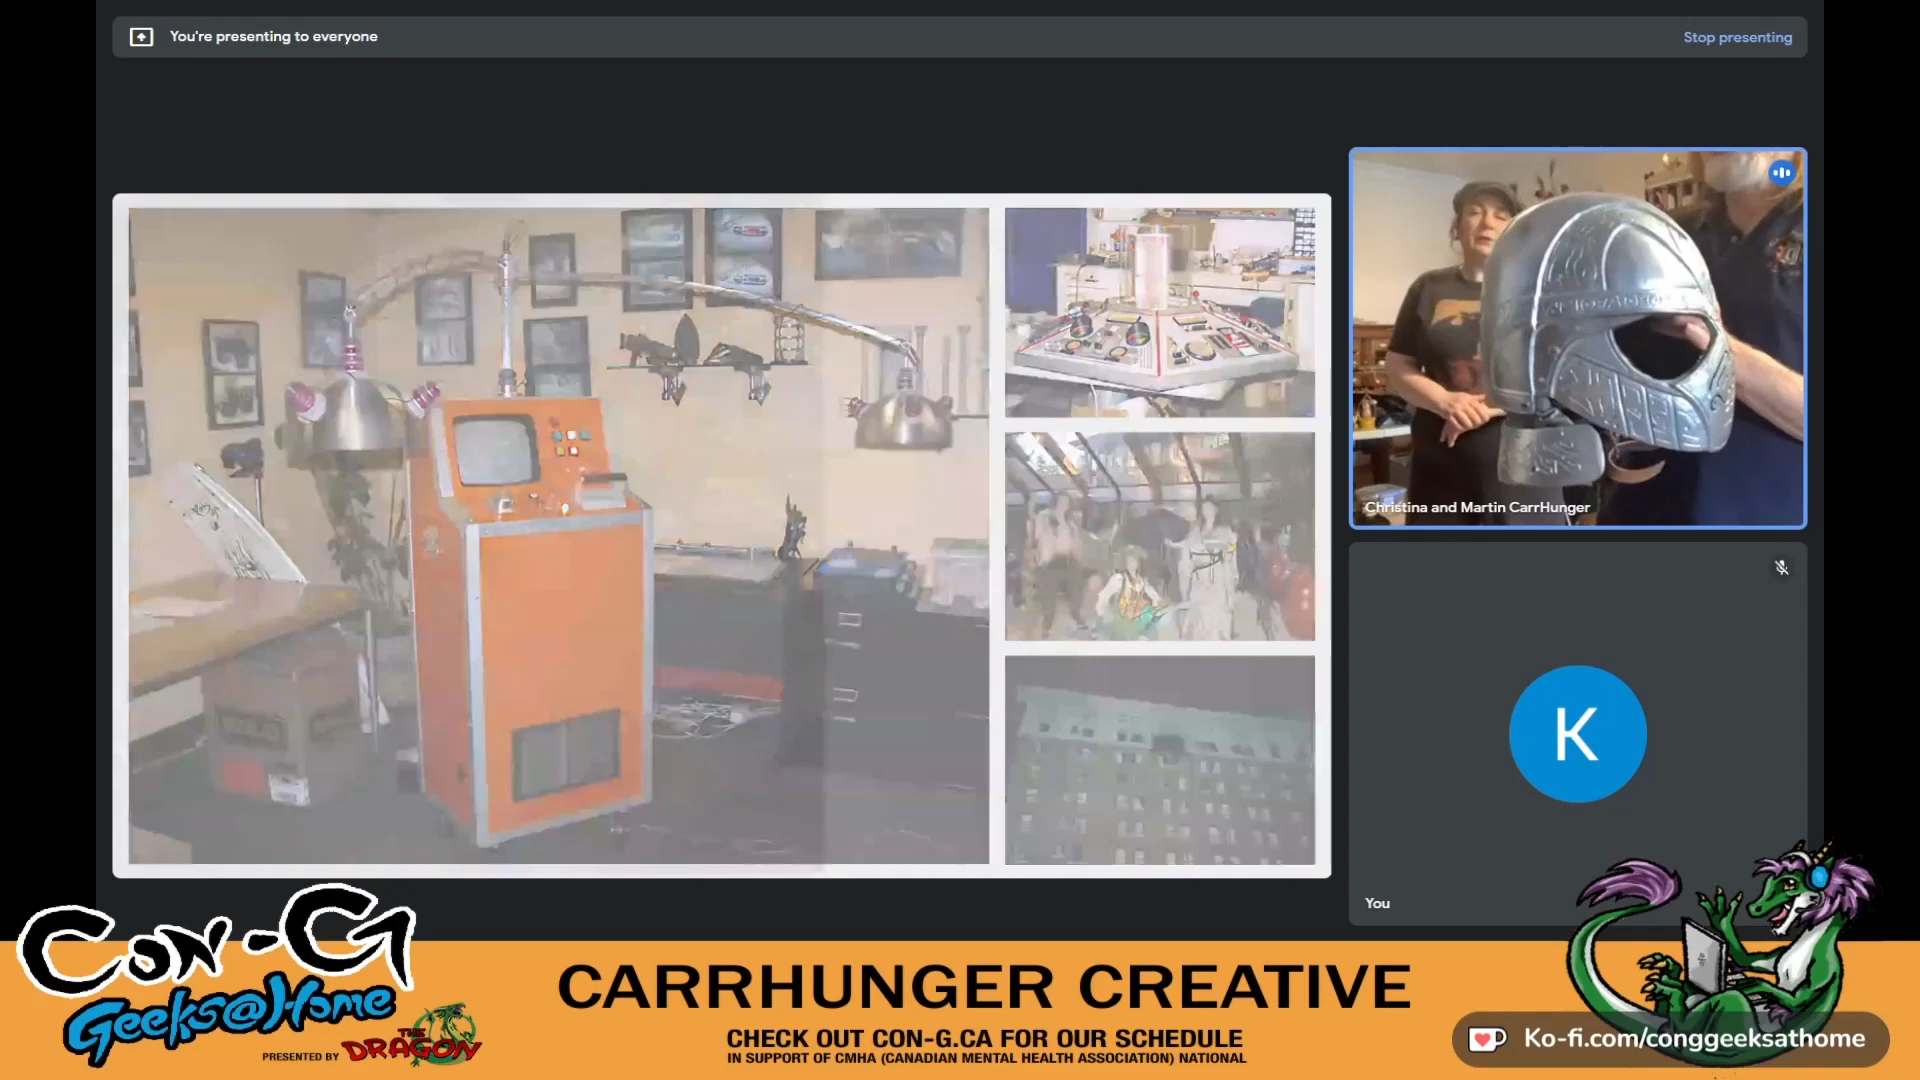 You're presenting to everyone
Stop presenting
Christina and Martin CarrHunger
K
You
Con-G
Geeks@Home
PRESENTED BY THE DRAGON
CARRHUNGER CREATIVE
CHECK OUT CON-G.CA FOR OUR SCHEDULE
IN SUPPORT OF CMHA (CANADIAN MENTAL HEALTH ASSOCIATION) NATIONAL
Ko-fi.com/conggeeksathome